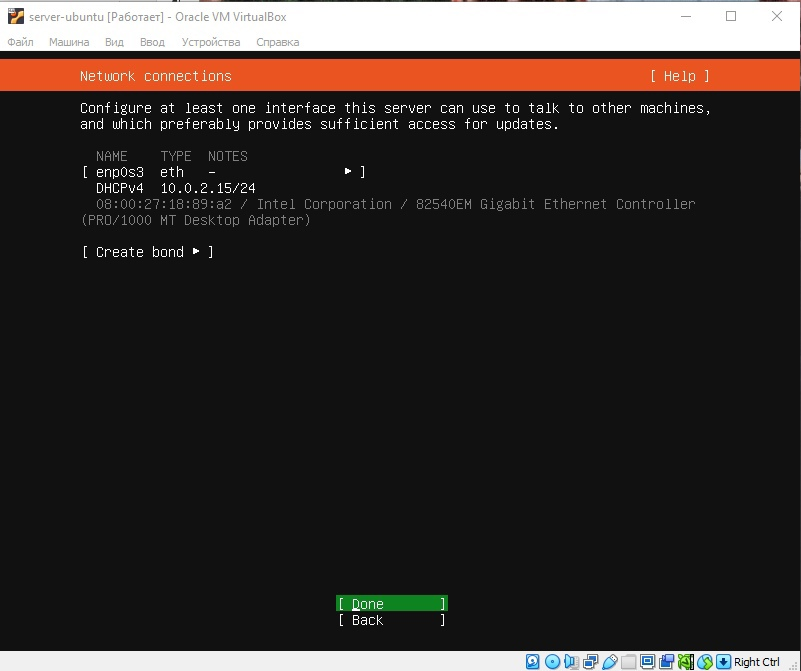 server-ubuntu [Работает] - Oracle VM VirtualBox
Файл Машина Вид Ввод Устройства Справка
Network connections [ Help ]
Configure at least one interface this server can use to talk to other machines,
and which preferably provides sufficient access for updates.
NAME TYPE NOTES
[ enp0s3 eth - ▸ ]
DHCPv4 10.0.2.15/24
08:00:27:18:89:a2 / Intel Corporation / 82540EM Gigabit Ethernet Controller
(PRO/1000 MT Desktop Adapter)
[ Create bond ▸ ]
[ Done ]
[ Back ]
Right Ctrl